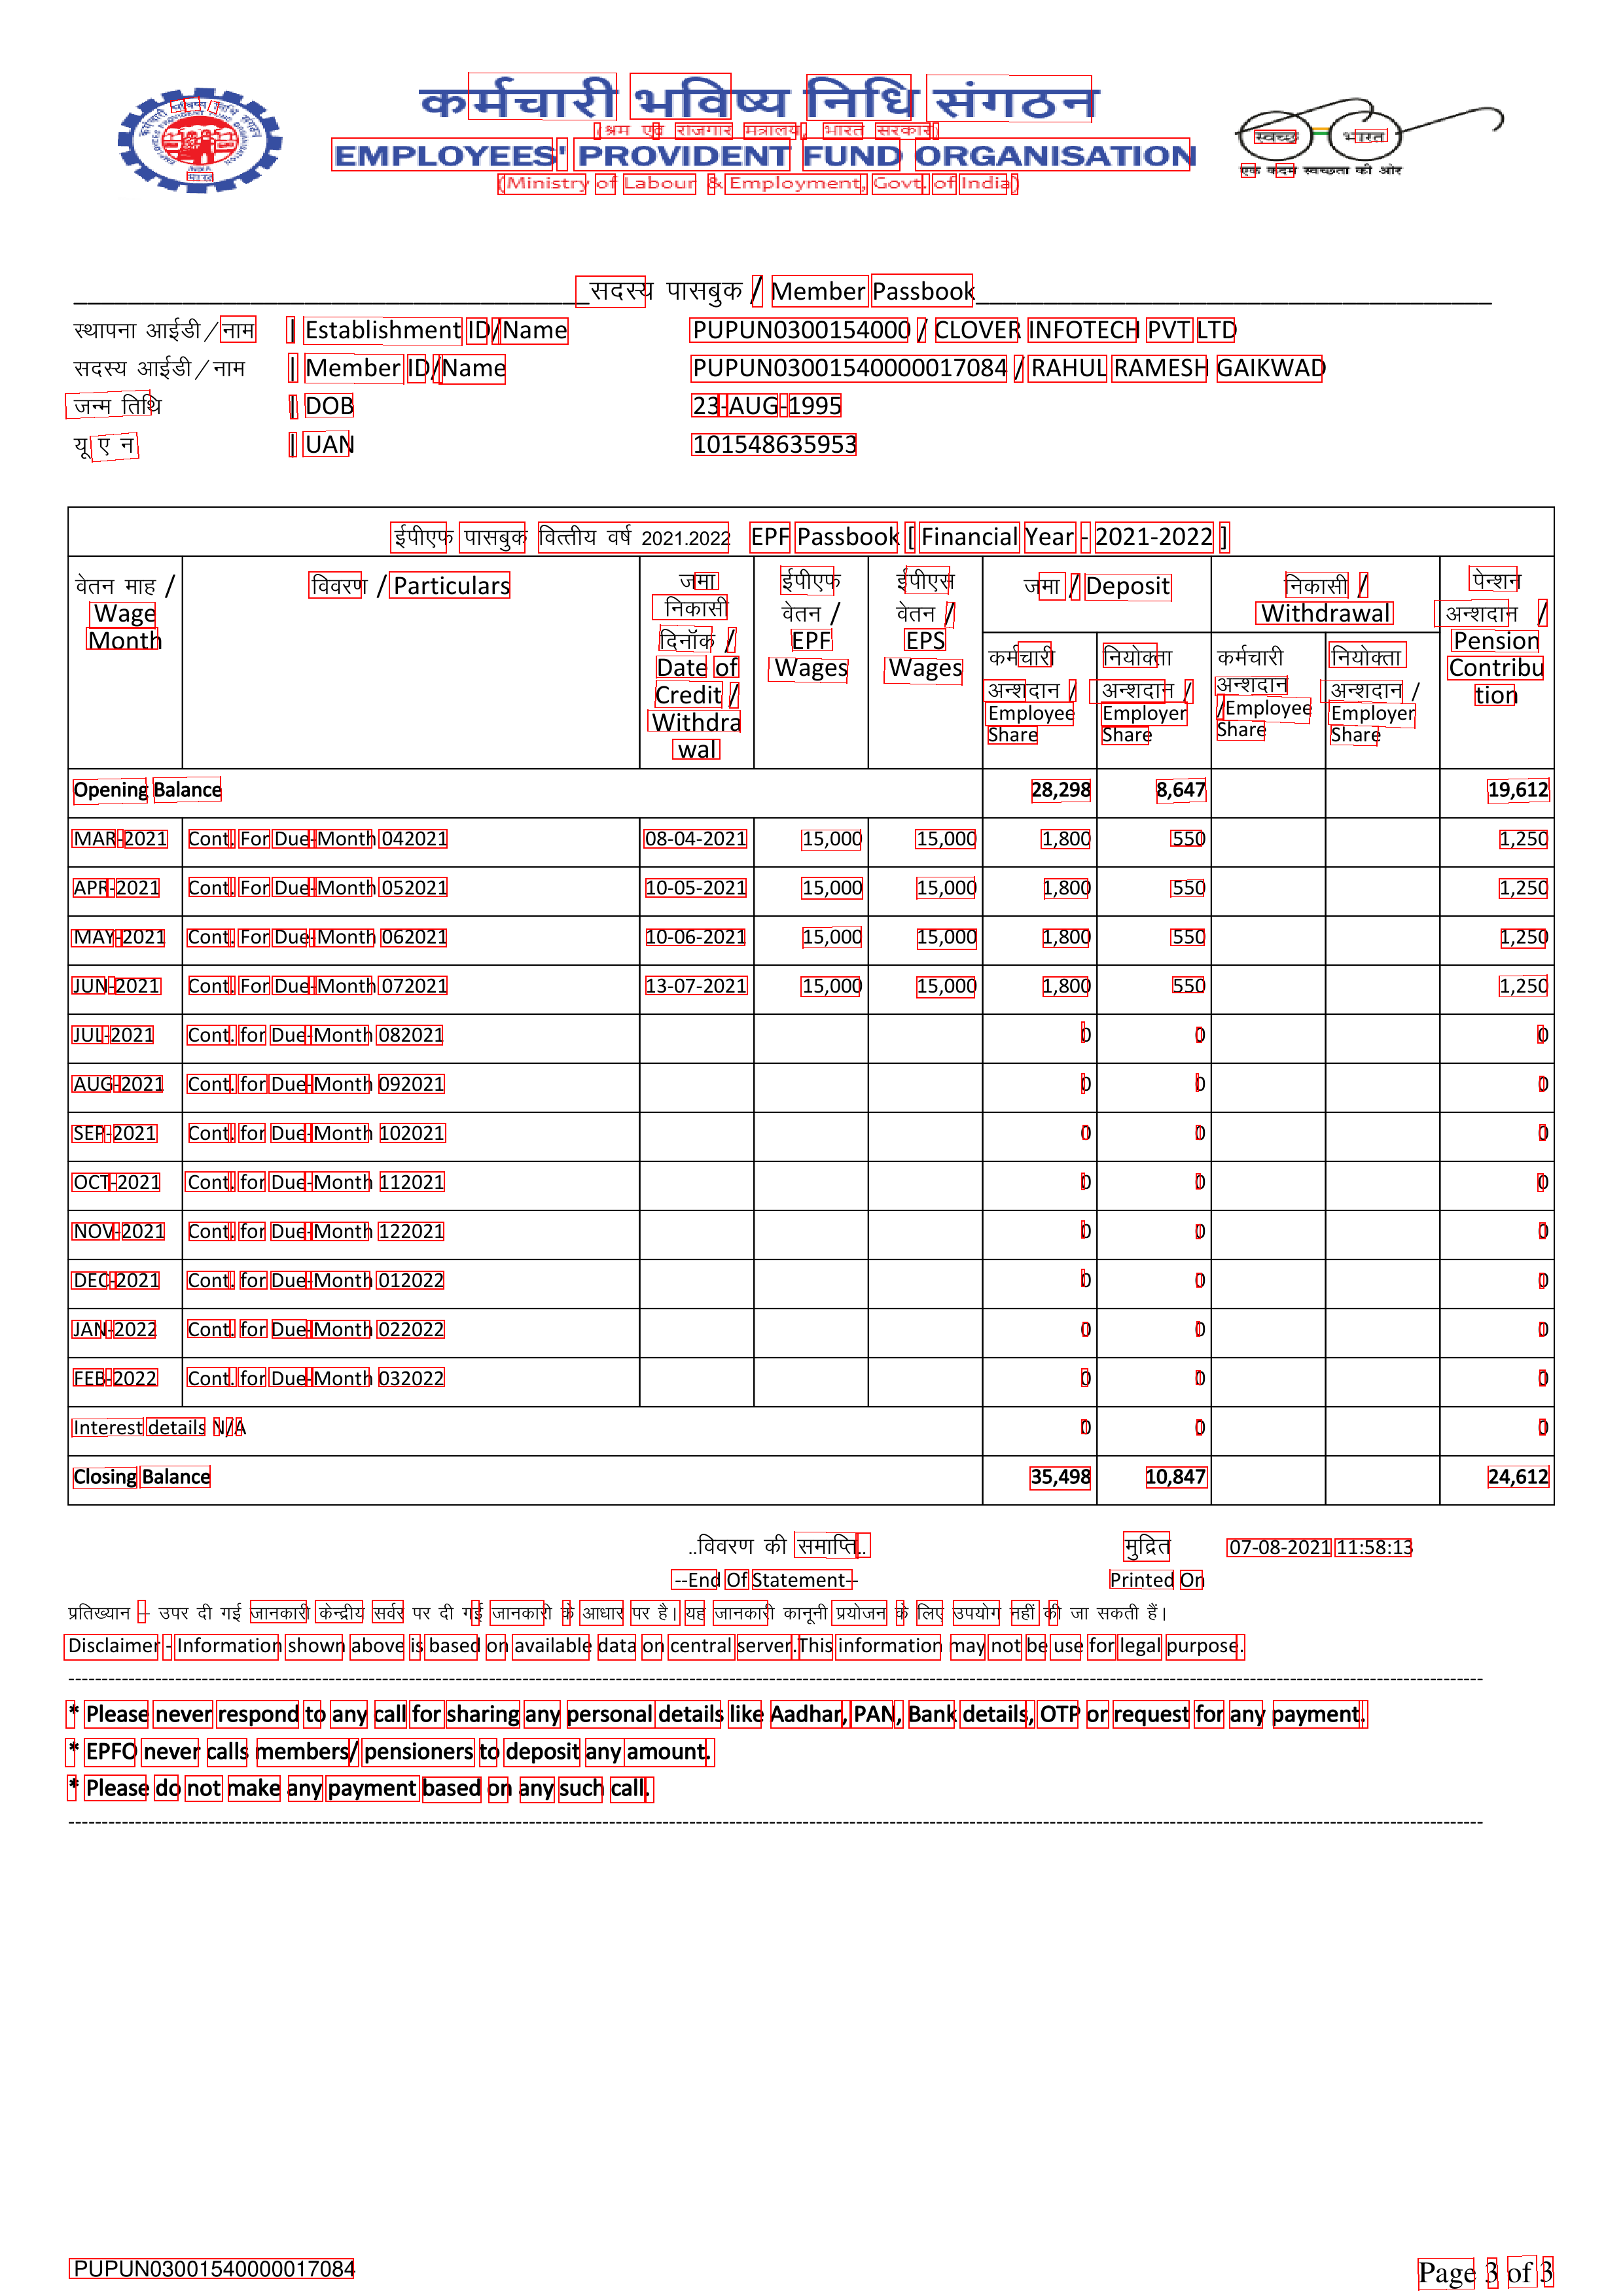 कर्मचारी भविष्य निधि संगठन
(श्रम एवं रोजगार मंत्रालय, भारत सरकार)
EMPLOYEES' PROVIDENT FUND ORGANISATION
(Ministry of Labour & Employment, Govt. of India)
स्वच्छ भारत
एक कदम स्वच्छता की ओर
सदस्य पासबुक / Member Passbook
स्थापना आईडी/नाम | Establishment ID/Name PUPUN0300154000 / CLOVER INFOTECH PVT LTD
सदस्य आईडी/नाम | Member ID/Name PUPUN03001540000017084 / RAHUL RAMESH GAIKWAD
जन्म तिथि | DOB 23-AUG-1995
यू ए न | UAN 101548635953
ईपीएफ पासबुक वित्तीय वर्ष 2021.2022 EPF Passbook [ Financial Year - 2021-2022 ]
वेतन माह / Wage Month
विवरण / Particulars
जमा निकासी दिनॉक / Date of Credit / Withdrawal
ईपीएफ वेतन / EPF Wages
ईपीएस वेतन / EPS Wages
जमा / Deposit
निकासी / Withdrawal
पेन्शन अन्शदान / Pension Contribution
कर्मचारी अन्शदान / Employee Share
नियोक्ता अन्शदान / Employer Share
कर्मचारी अन्शदान /Employee Share
नियोक्ता अन्शदान / Employer Share
Opening Balance 28,298 8,647 19,612
MAR-2021 Cont. For Due-Month 042021 08-04-2021 15,000 15,000 1,800 550 1,250
APR-2021 Cont. For Due-Month 052021 10-05-2021 15,000 15,000 1,800 550 1,250
MAY-2021 Cont. For Due-Month 062021 10-06-2021 15,000 15,000 1,800 550 1,250
JUN-2021 Cont. For Due-Month 072021 13-07-2021 15,000 15,000 1,800 550 1,250
JUL-2021 Cont. for Due-Month 082021 0 0 0
AUG-2021 Cont. for Due-Month 092021 0 0 0
SEP-2021 Cont. for Due-Month 102021 0 0 0
OCT-2021 Cont. for Due-Month 112021 0 0 0
NOV-2021 Cont. for Due-Month 122021 0 0 0
DEC-2021 Cont. for Due-Month 012022 0 0 0
JAN-2022 Cont. for Due-Month 022022 0 0 0
FEB-2022 Cont. for Due-Month 032022 0 0 0
Interest details N/A 0 0 0
Closing Balance 35,498 10,847 24,612
..विवरण की समाप्ति.. मुद्रित 07-08-2021 11:58:13
--End Of Statement-- Printed On
प्रतिख्यान – उपर दी गई जानकारी केन्द्रीय सर्वर पर दी गई जानकारी के आधार पर है। यह जानकारी कानूनी प्रयोजन के लिए उपयोग नहीं की जा सकती हैं।
Disclaimer - Information shown above is based on available data on central server.This information may not be use for legal purpose.
* Please never respond to any call for sharing any personal details like Aadhar, PAN, Bank details, OTP or request for any payment.
* EPFO never calls members/ pensioners to deposit any amount.
* Please do not make any payment based on any such call.
PUPUN03001540000017084 Page 3 of 3